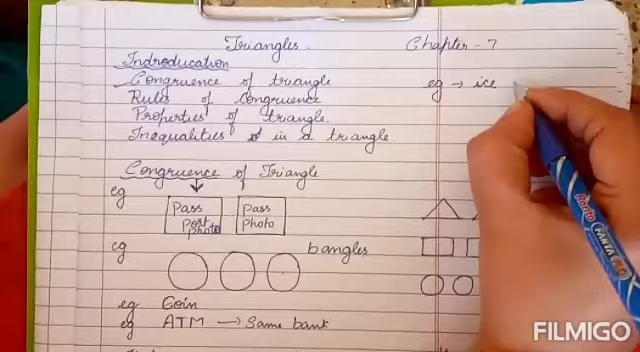 Triangles. Chapter - 7
Indroducation
Congruence of triangle eg → ice
Rules of congruence
Properties of triangle.
Inequalities in a triangle.
Congruence of Triangle
eg Pass Port photo Pass Photo
eg bangles
eg Coin
eg ATM → Same bank
FILMIGO